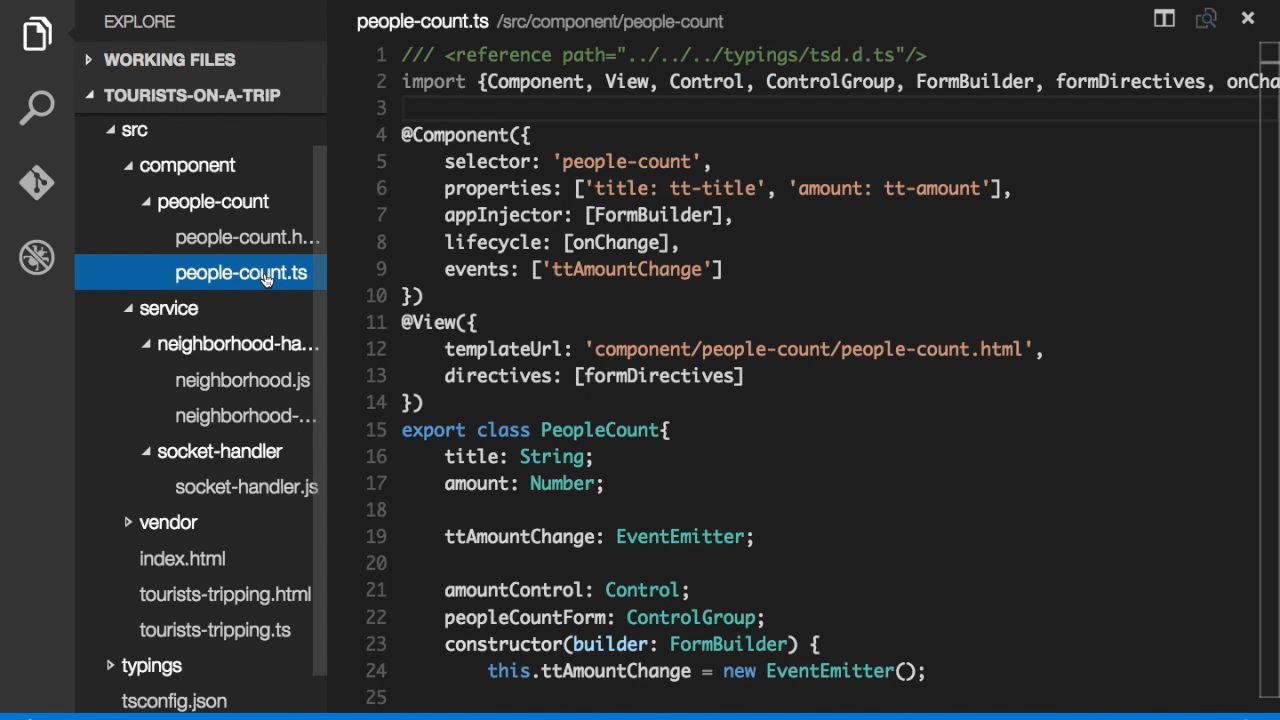 EXPLORE
WORKING FILES
TOURISTS-ON-A-TRIP
src
component
people-count
people-count.h...
people-count.ts
service
neighborhood-ha...
neighborhood.js
neighborhood-...
socket-handler
socket-handler.js
vendor
index.html
tourists-tripping.html
tourists-tripping.ts
typings
tsconfig.json
people-count.ts /src/component/people-count
1 /// <reference path="../../../typings/tsd.d.ts"/>
2 import {Component, View, Control, ControlGroup, FormBuilder, formDirectives, onCha
3
4 @Component({
5 selector: 'people-count',
6 properties: ['title: tt-title', 'amount: tt-amount'],
7 appInjector: [FormBuilder],
8 lifecycle: [onChange],
9 events: ['ttAmountChange']
10 })
11 @View({
12 templateUrl: 'component/people-count/people-count.html',
13 directives: [formDirectives]
14 })
15 export class PeopleCount{
16 title: String;
17 amount: Number;
18
19 ttAmountChange: EventEmitter;
20
21 amountControl: Control;
22 peopleCountForm: ControlGroup;
23 constructor(builder: FormBuilder) {
24 this.ttAmountChange = new EventEmitter();
25